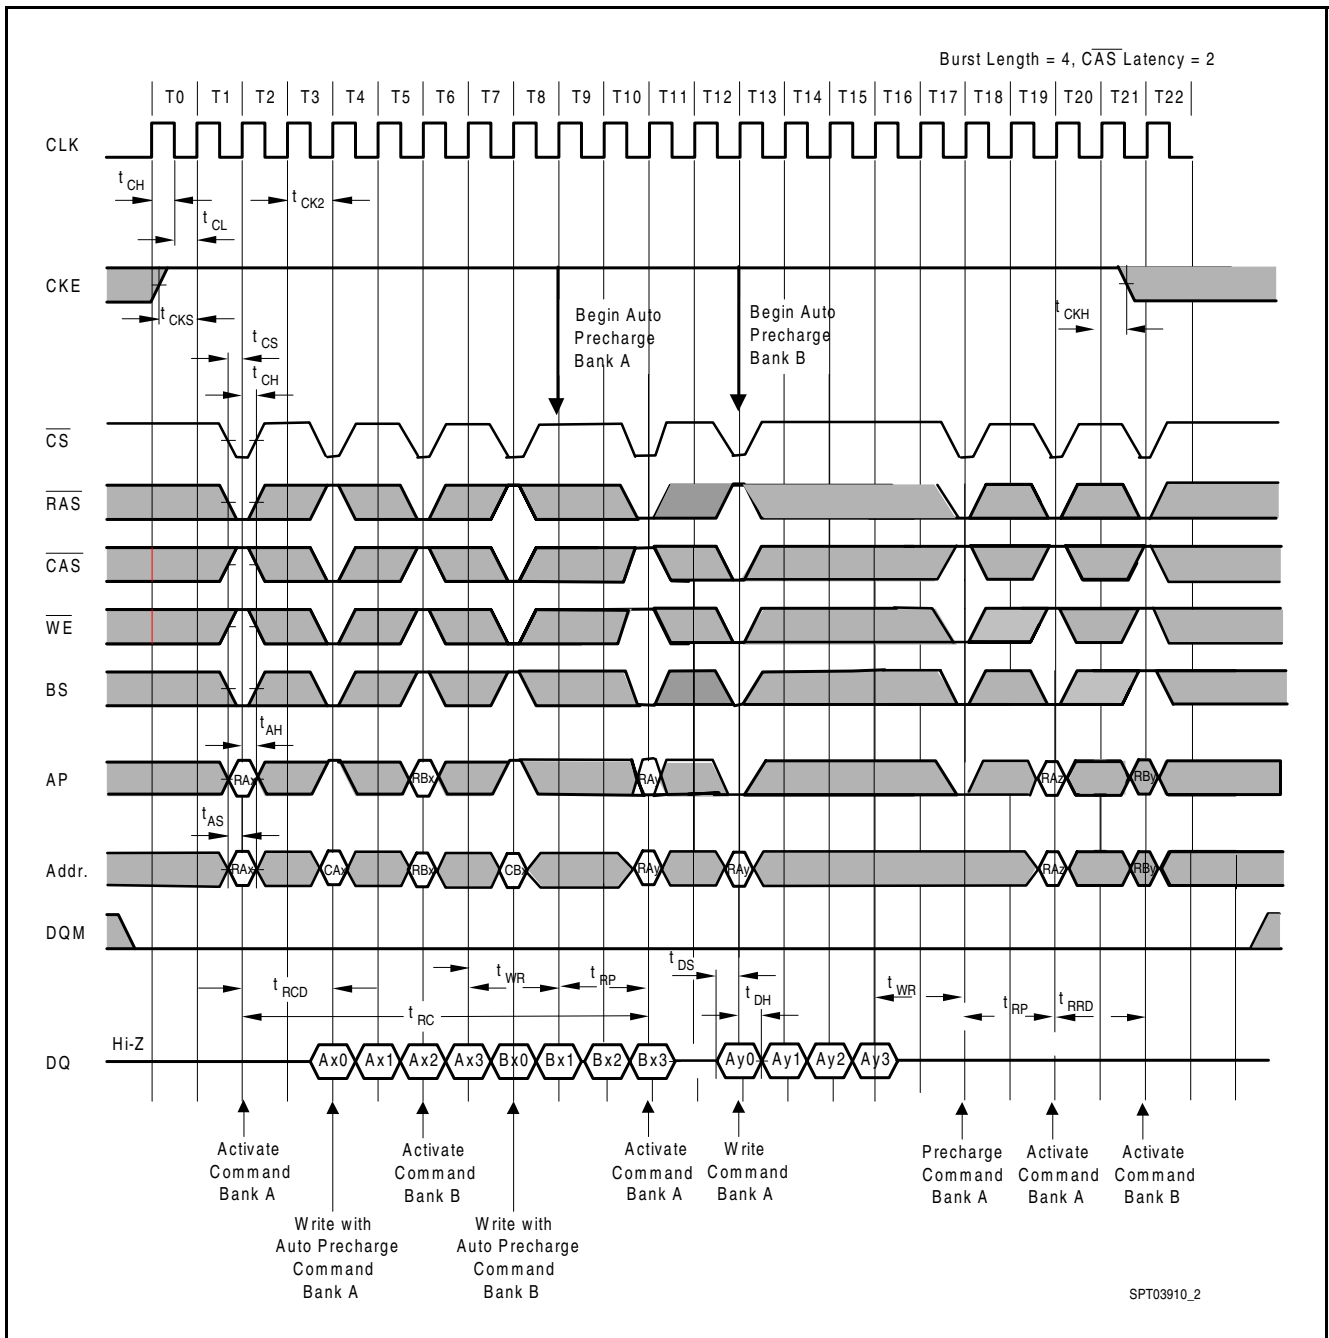 Burst Length = 4, CAS Latency = 2
T0 T1 T2 T3 T4 T5 T6 T7 T8 T9 T10 T11 T12 T13 T14 T15 T16 T17 T18 T19 T20 T21 T22
CLK
t CH
t CK2
t CL
CKE
t CKS
t CS
t CH
Begin Auto
Precharge
Bank A
Begin Auto
Precharge
Bank B
t CKH
CS
RAS
CAS
WE
BS
t AH
AP
RAx RBx RAy RAz RBy
t AS
Addr.
RAx CAx RBx CBx RAy RAy RAz RBy
DQM
t RCD
t WR
t RP
t DS
t DH
t WR
t RP
t RRD
t RC
Hi-Z
DQ
Ax0 Ax1 Ax2 Ax3 Bx0 Bx1 Bx2 Bx3 Ay0 Ay1 Ay2 Ay3
Activate
Command
Bank A
Activate
Command
Bank B
Activate
Command
Bank A
Write
Command
Bank A
Precharge
Command
Bank A
Activate
Command
Bank A
Activate
Command
Bank B
Write with
Auto Precharge
Command
Bank A
Write with
Auto Precharge
Command
Bank B
SPT03910_2